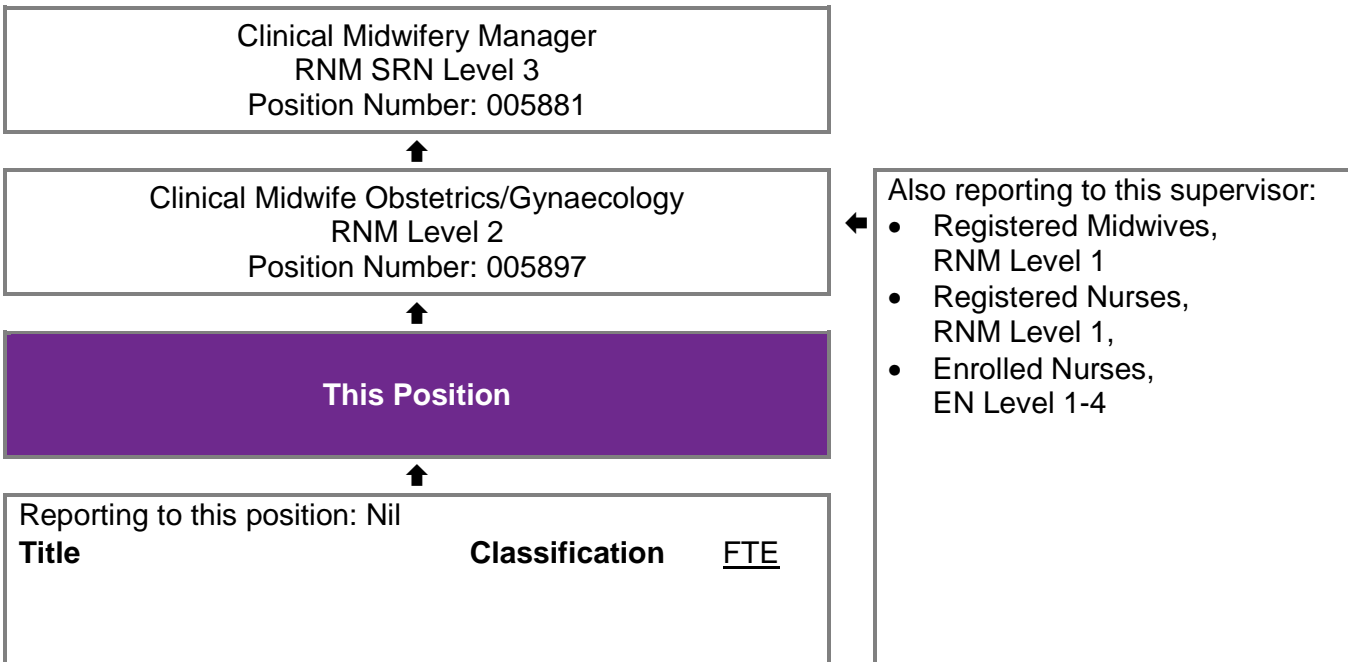 Clinical Midwifery Manager
RNM SRN Level 3
Position Number: 005881
Clinical Midwife Obstetrics/Gynaecology
RNM Level 2
Position Number: 005897
Also reporting to this supervisor:
• Registered Midwives,
RNM Level 1
• Registered Nurses,
RNM Level 1,
• Enrolled Nurses,
EN Level 1-4
This Position
Reporting to this position: Nil
Title Classification FTE